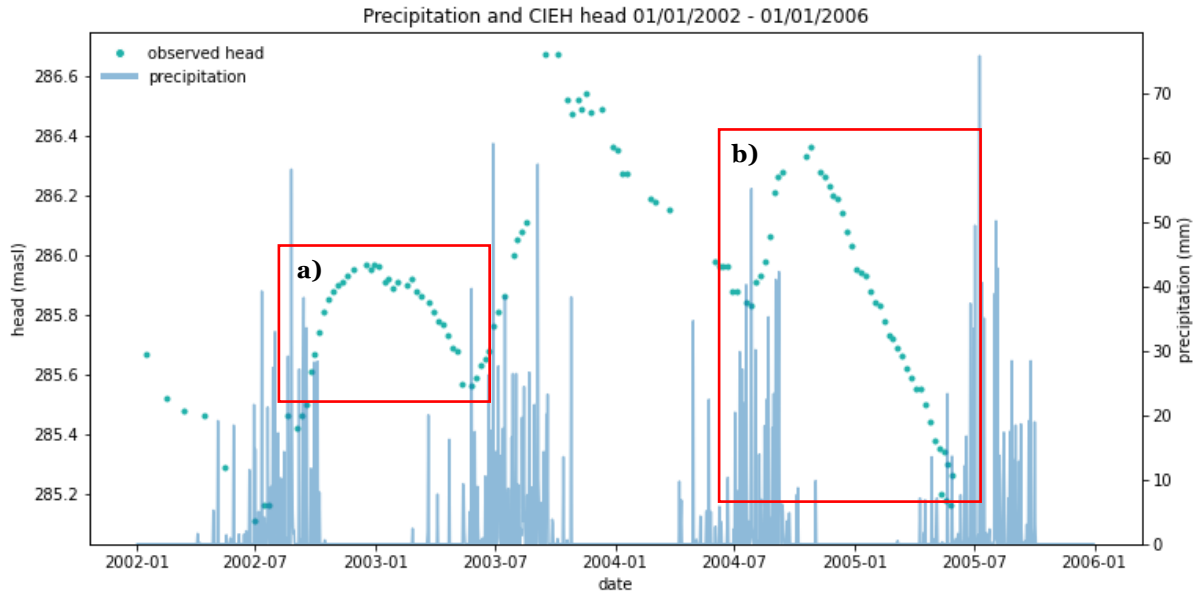 Precipitation and CIEH head 01/01/2002 - 01/01/2006
observed head
precipitation
a)
b)
head (masl)
286.6
286.4
286.2
286.0
285.8
285.6
285.4
285.2
precipitation (mm)
70
60
50
40
30
20
10
0
2002-01 2002-07 2003-01 2003-07 2004-01 2004-07 2005-01 2005-07 2006-01
date